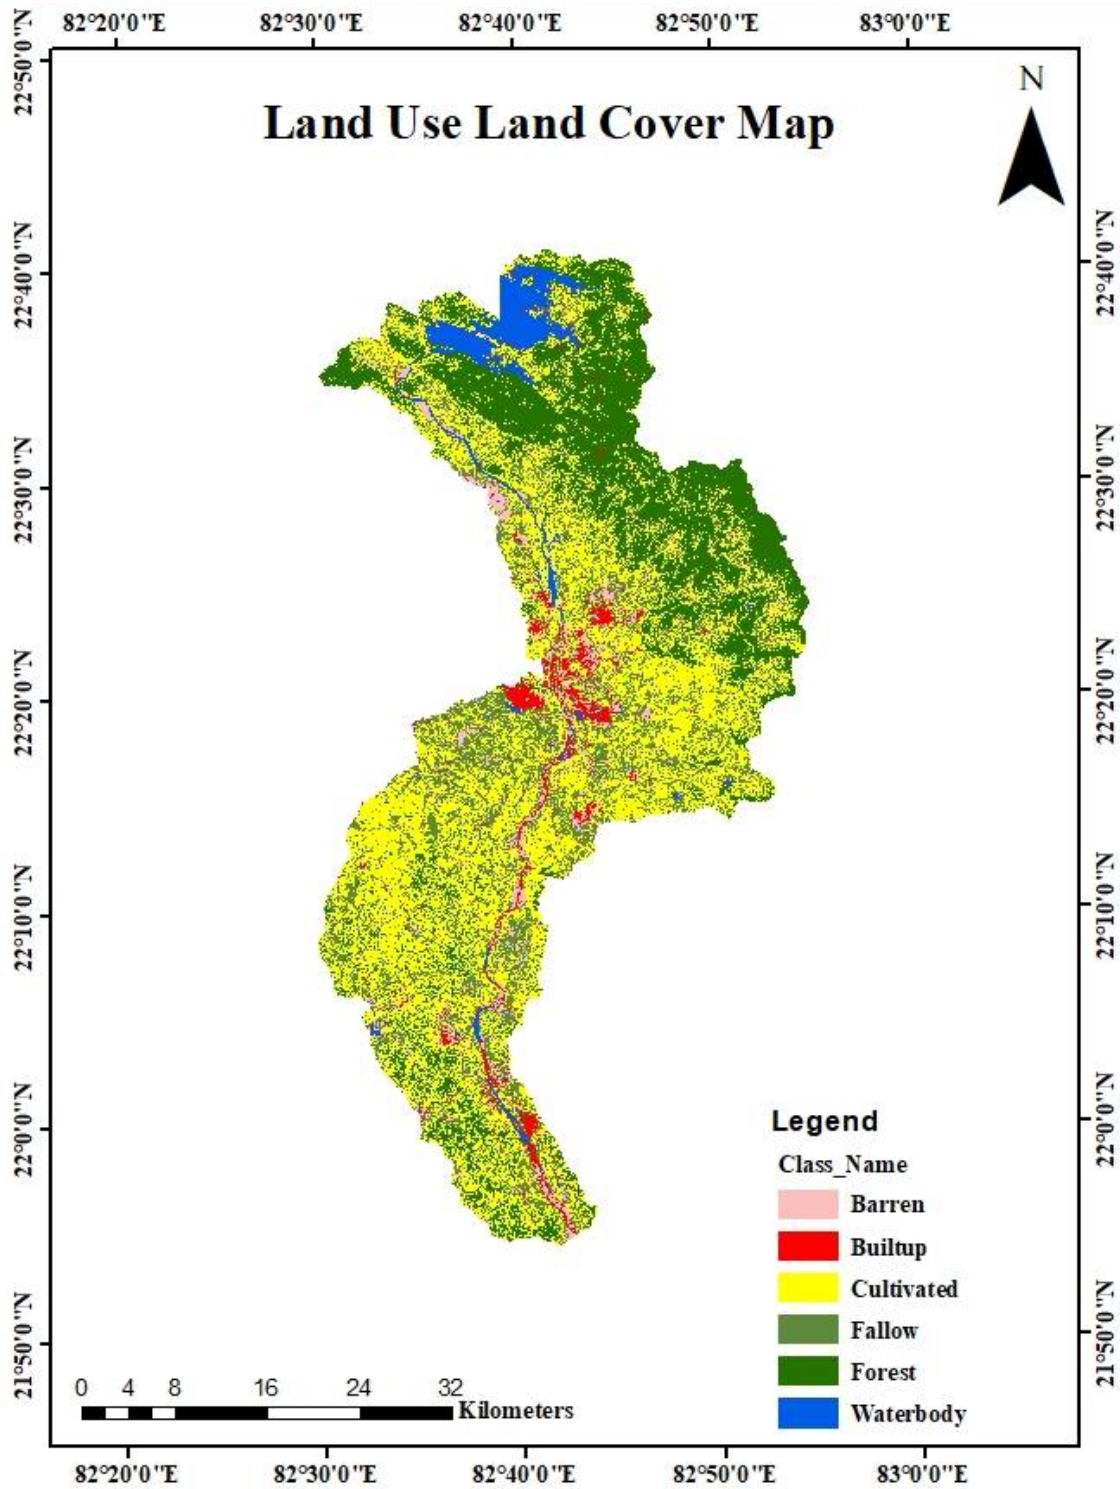 82°20'0"E 82°30'0"E 82°40'0"E 82°50'0"E 83°0'0"E
Land Use Land Cover Map
N
22°50'0"N
22°40'0"N
22°30'0"N
22°20'0"N
22°10'0"N
22°0'0"N
21°50'0"N
22°40'0"N
22°30'0"N
22°20'0"N
22°10'0"N
22°0'0"N
21°50'0"N
Legend
Class_Name
Barren
Builtup
Cultivated
Fallow
Forest
Waterbody
0 4 8 16 24 32
Kilometers
82°20'0"E 82°30'0"E 82°40'0"E 82°50'0"E 83°0'0"E